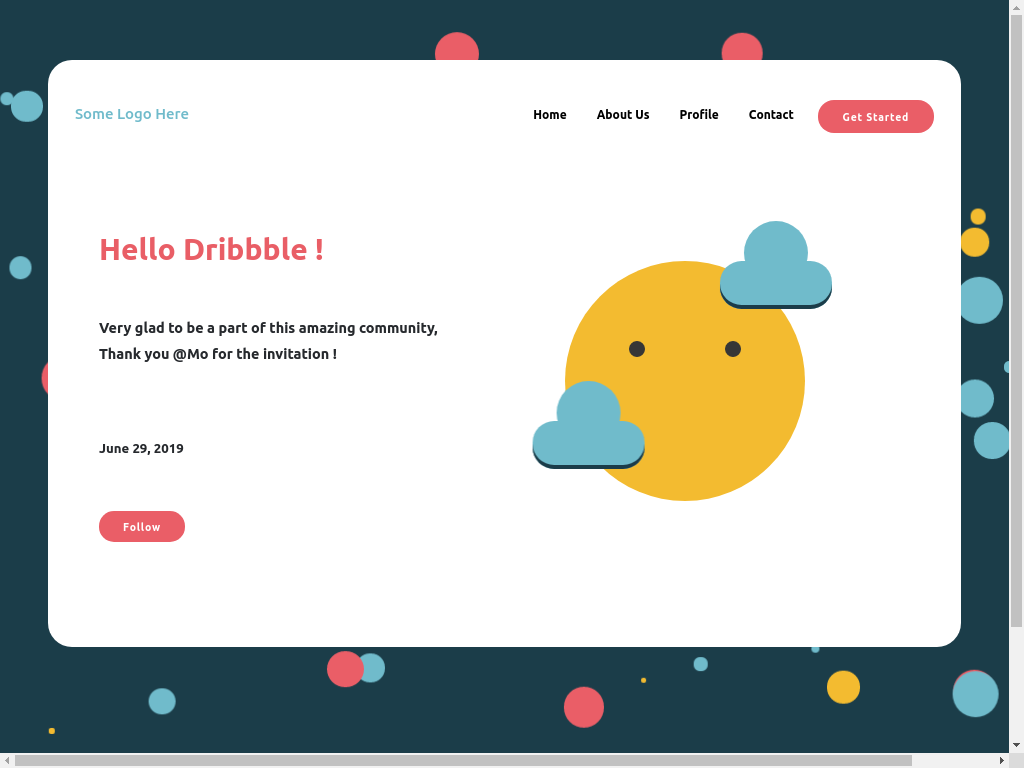 Some Logo Here
Home
About Us
Profile
Contact
Get Started
Hello Dribbble !
Very glad to be a part of this amazing community,
Thank you @Mo for the invitation !
June 29, 2019
Follow